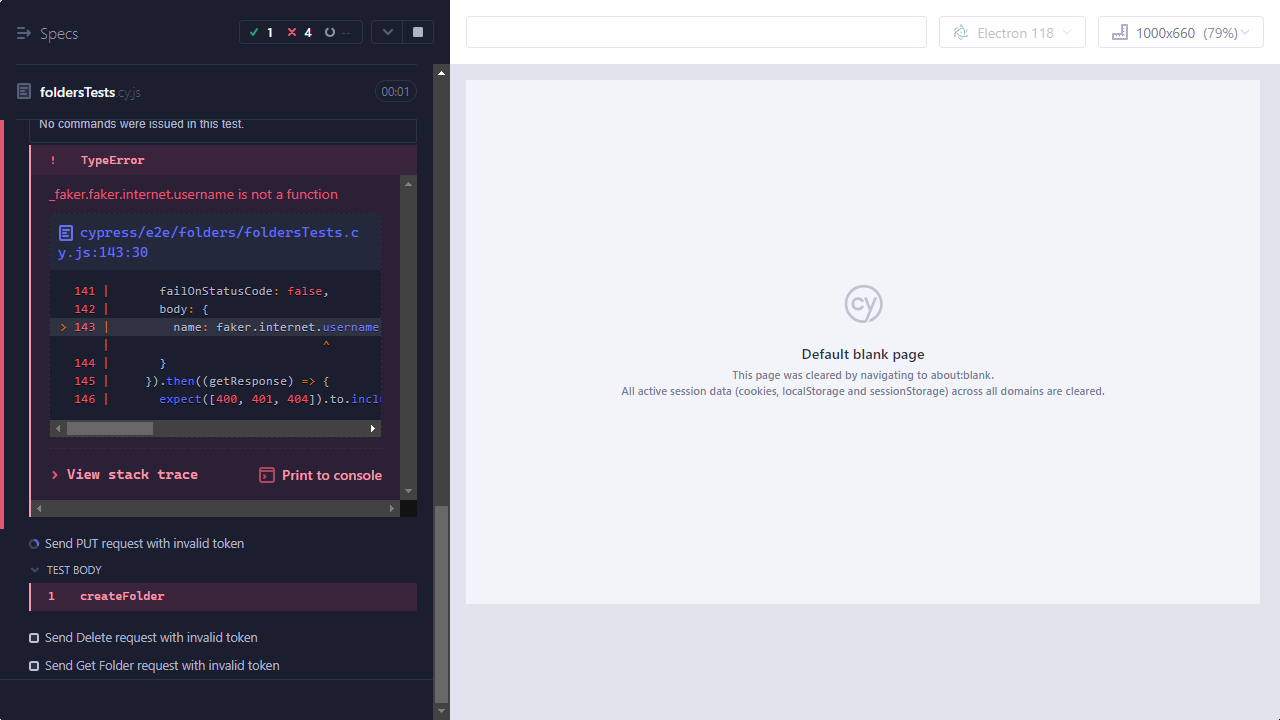 Specs
1
4
--
foldersTests.cy.js
00:01
No commands were issued in this test.
! TypeError
_faker.faker.internet.username is not a function
cypress/e2e/folders/foldersTests.c
y.js:143:30
141 | failOnStatusCode: false,
142 | body: {
> 143 | name: faker.internet.username
| ^
144 | }
145 | }).then((getResponse) => {
146 | expect([400, 401, 404]).to.incl
> View stack trace
Print to console
Send PUT request with invalid token
TEST BODY
1 createFolder
Send Delete request with invalid token
Send Get Folder request with invalid token
Electron 118
1000x660 (79%)
cy
Default blank page
This page was cleared by navigating to about:blank.
All active session data (cookies, localStorage and sessionStorage) across all domains are cleared.